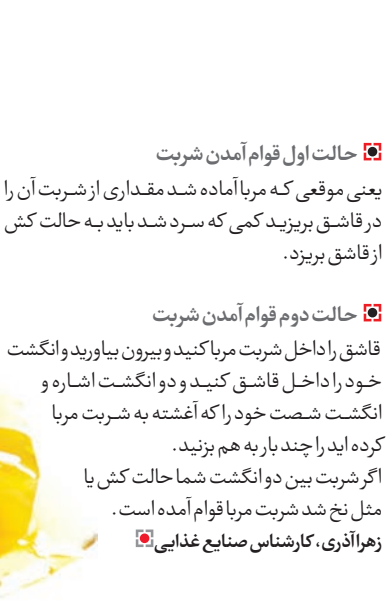 حالت اول قوام آمدن شربت
یعنی موقعی که مربا آماده شد مقداری از شربت آن را
در قاشق بریزید کمی که سرد شد باید به حالت کش
از قاشق بریزد.
حالت دوم قوام آمدن شربت
قاشق را داخل شربت مربا کنید و بیرون بیاورید و انگشت
خود را داخل قاشق کنید و دو انگشت اشاره و
انگشت شصت خود را که آغشته به شربت مربا
کرده اید را چند بار به هم بزنید.
اگر شربت بین دو انگشت شما حالت کش یا
مثل نخ شد شربت مربا قوام آمده است.
زهرا آذری، کارشناس صنایع غذایی